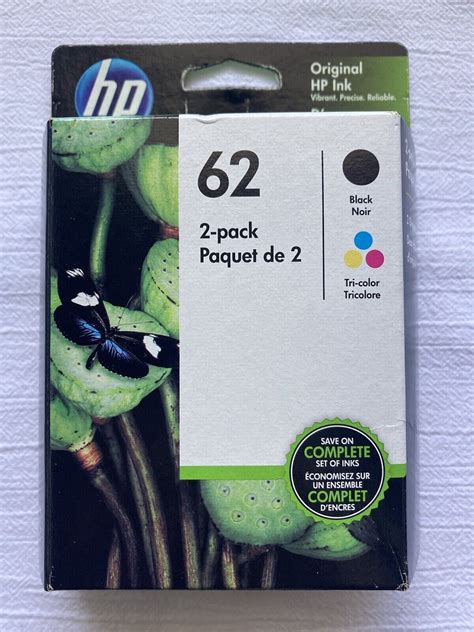 hp
Original
HP Ink
Vibrant. Precise. Reliable.
62
2-pack
Paquet de 2
Black
Noir
Tri-color
Tricolore
SAVE ON
COMPLETE
SET OF INKS
ÉCONOMISEZ SUR
UN ENSEMBLE
COMPLET
D'ENCRES